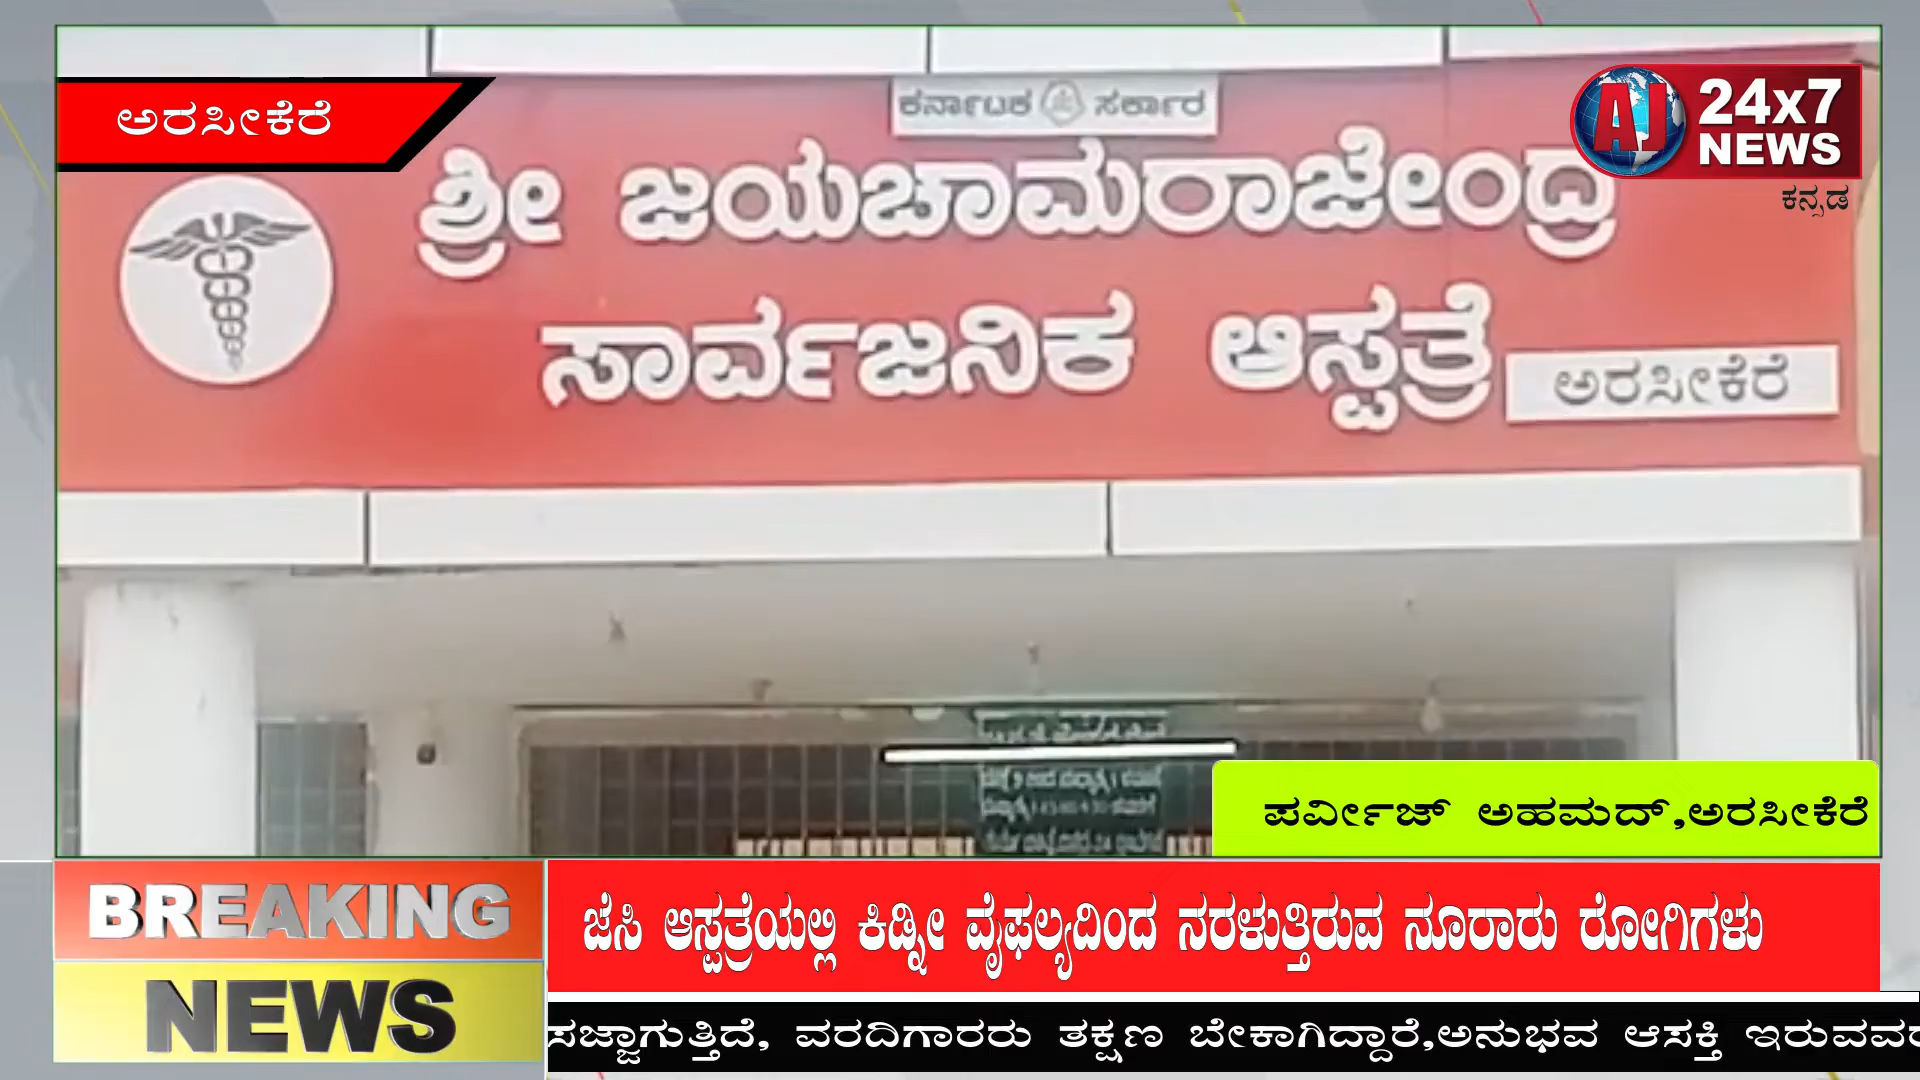 ಅರಸೀಕೆರೆ
ಕರ್ನಾಟಕ ಸರ್ಕಾರ
AJ 24x7 NEWS
ಕನ್ನಡ
ಶ್ರೀ ಜಯಚಾಮರಾಜೇಂದ್ರ
ಸಾರ್ವಜನಿಕ ಆಸ್ಪತ್ರೆ
ಅರಸೀಕೆರೆ
ಪರ್ವೀಜ್ ಅಹಮದ್,ಅರಸೀಕೆರೆ
BREAKING
NEWS
ಜೆಸಿ ಆಸ್ಪತ್ರೆಯಲ್ಲಿ ಕಿಡ್ನೀ ವೈಫಲ್ಯದಿಂದ ನರಳುತ್ತಿರುವ ನೂರಾರು ರೋಗಿಗಳು
ಸಜ್ಜಾಗುತ್ತಿದೆ, ವರದಿಗಾರರು ತಕ್ಷಣ ಬೇಕಾಗಿದ್ದಾರೆ,ಅನುಭವ ಆಸಕ್ತಿ ಇರುವವರ